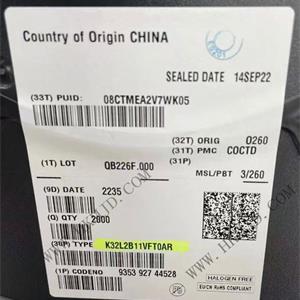 Country of Origin CHINA
SEALED DATE 14SEP22
(33T) PUID: 08CTMEA2V7WK05
(32T) ORIG 0260
(31T) PMC COCTD
(31P)
(1T) LOT QB226F.000
MSL/PBT 3/260
(9D) DATE 2235
(Q) QTY: 2000
(30P) TYPE K32L2B11VFT0AR
(1P) CODENO 9353 927 44528
HALOGEN FREE
EU/CN RoHS COMPLIANT